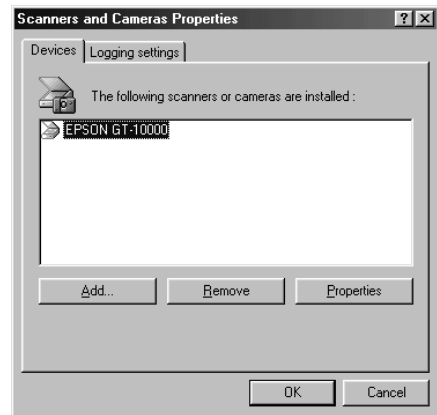 Scanners and Cameras Properties
Devices
Logging settings
The following scanners or cameras are installed :
EPSON GT-10000
Add...
Remove
Properties
OK
Cancel